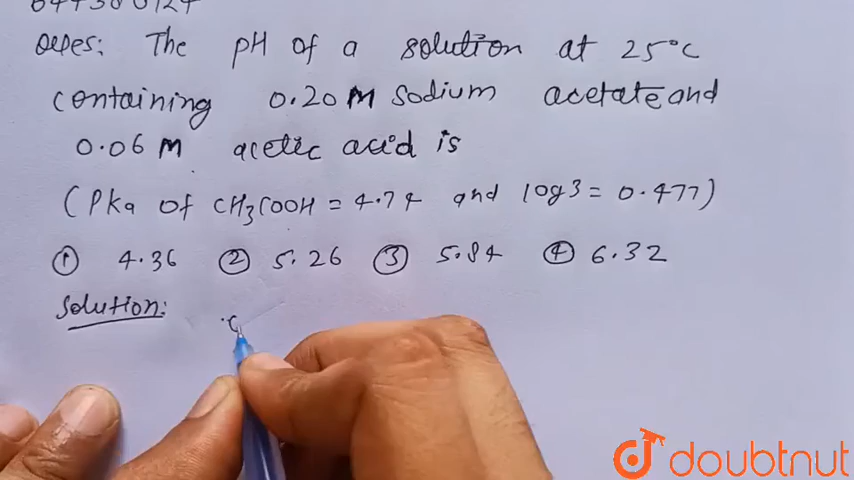 Ques: The pH of a solution at 25°C
containing 0.20 M Sodium acetate and
0.06 M acetic acid is
(Pka of CH3COOH = 4.74 and log3 = 0.477)
① 4.36 ② 5.26 ③ 5.84 ④ 6.32
Solution:
doubtnut